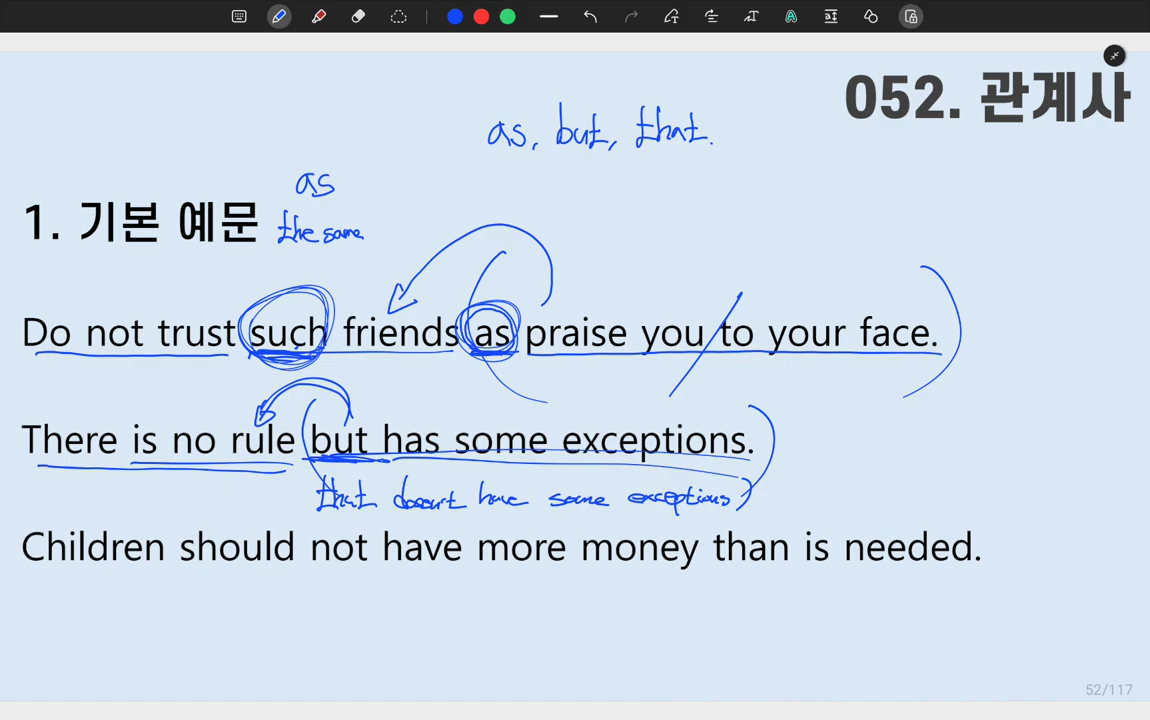 052. 관계사
as, but, that.
as
1. 기본 예문 the same
Do not trust such friends as praise you to your face.
There is no rule but has some exceptions.
that doesn't have some exceptions
Children should not have more money than is needed.
52/117